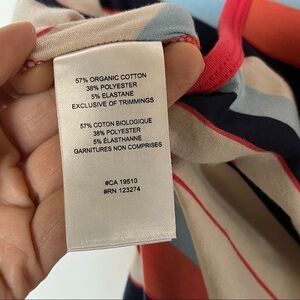 57% ORGANIC COTTON
38% POLYESTER
5% ELASTANE
EXCLUSIVE OF TRIMMINGS
57% COTON BIOLOGIQUE
38% POLYESTER
5% ÉLASTHANNE
GARNITURES NON COMPRISES
#CA 19510
#RN 123274